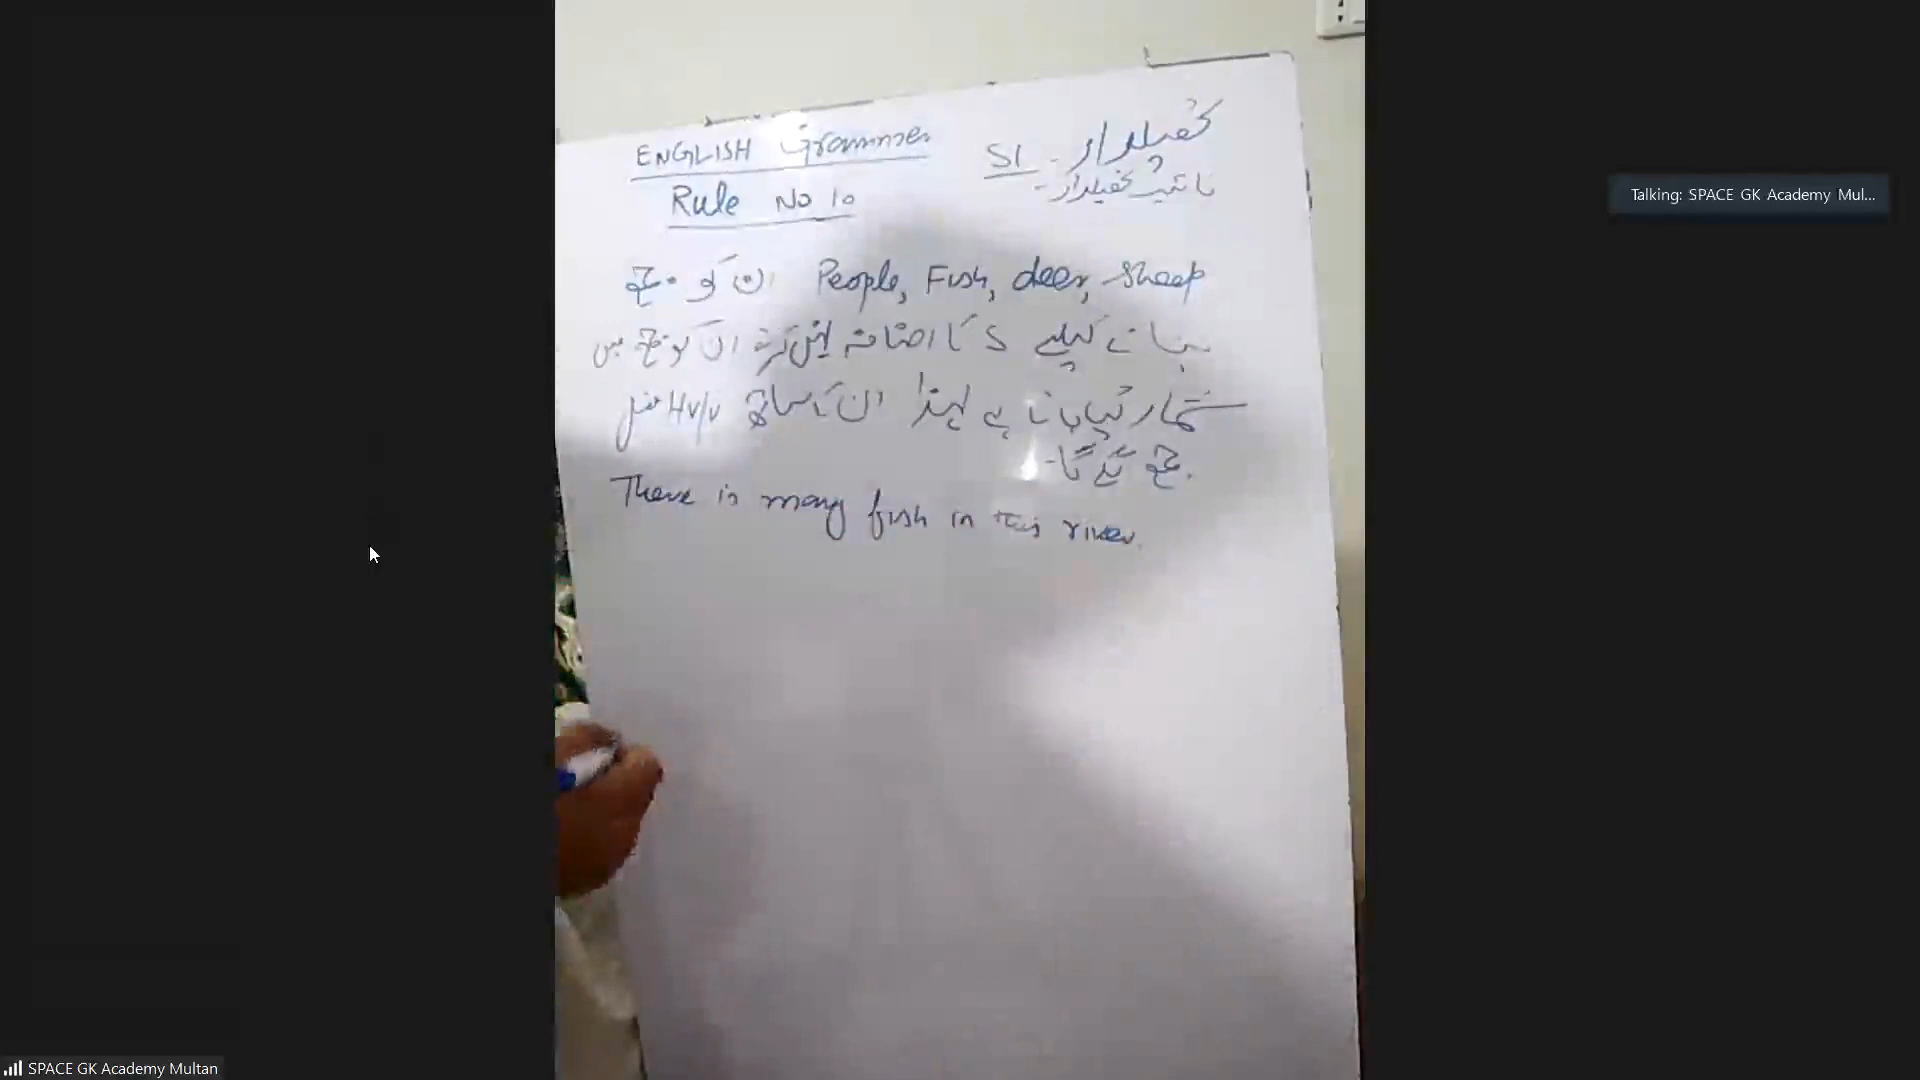 ENGLISH Grammer
Rule No 10
تحصیلدار - SI
نائب تحصیلدار -
People, Fish, deer, sheep ان کو جمع
بنانے کیلیے s کا اضافہ نہیں کرتے ان کو جمع میں
شمار کیا جاتا ہے لہذا ان کے ساتھ Hv/v فعل
جمع لگے گا-
There is many fish in this river.
Talking: SPACE GK Academy Mul...
SPACE GK Academy Multan